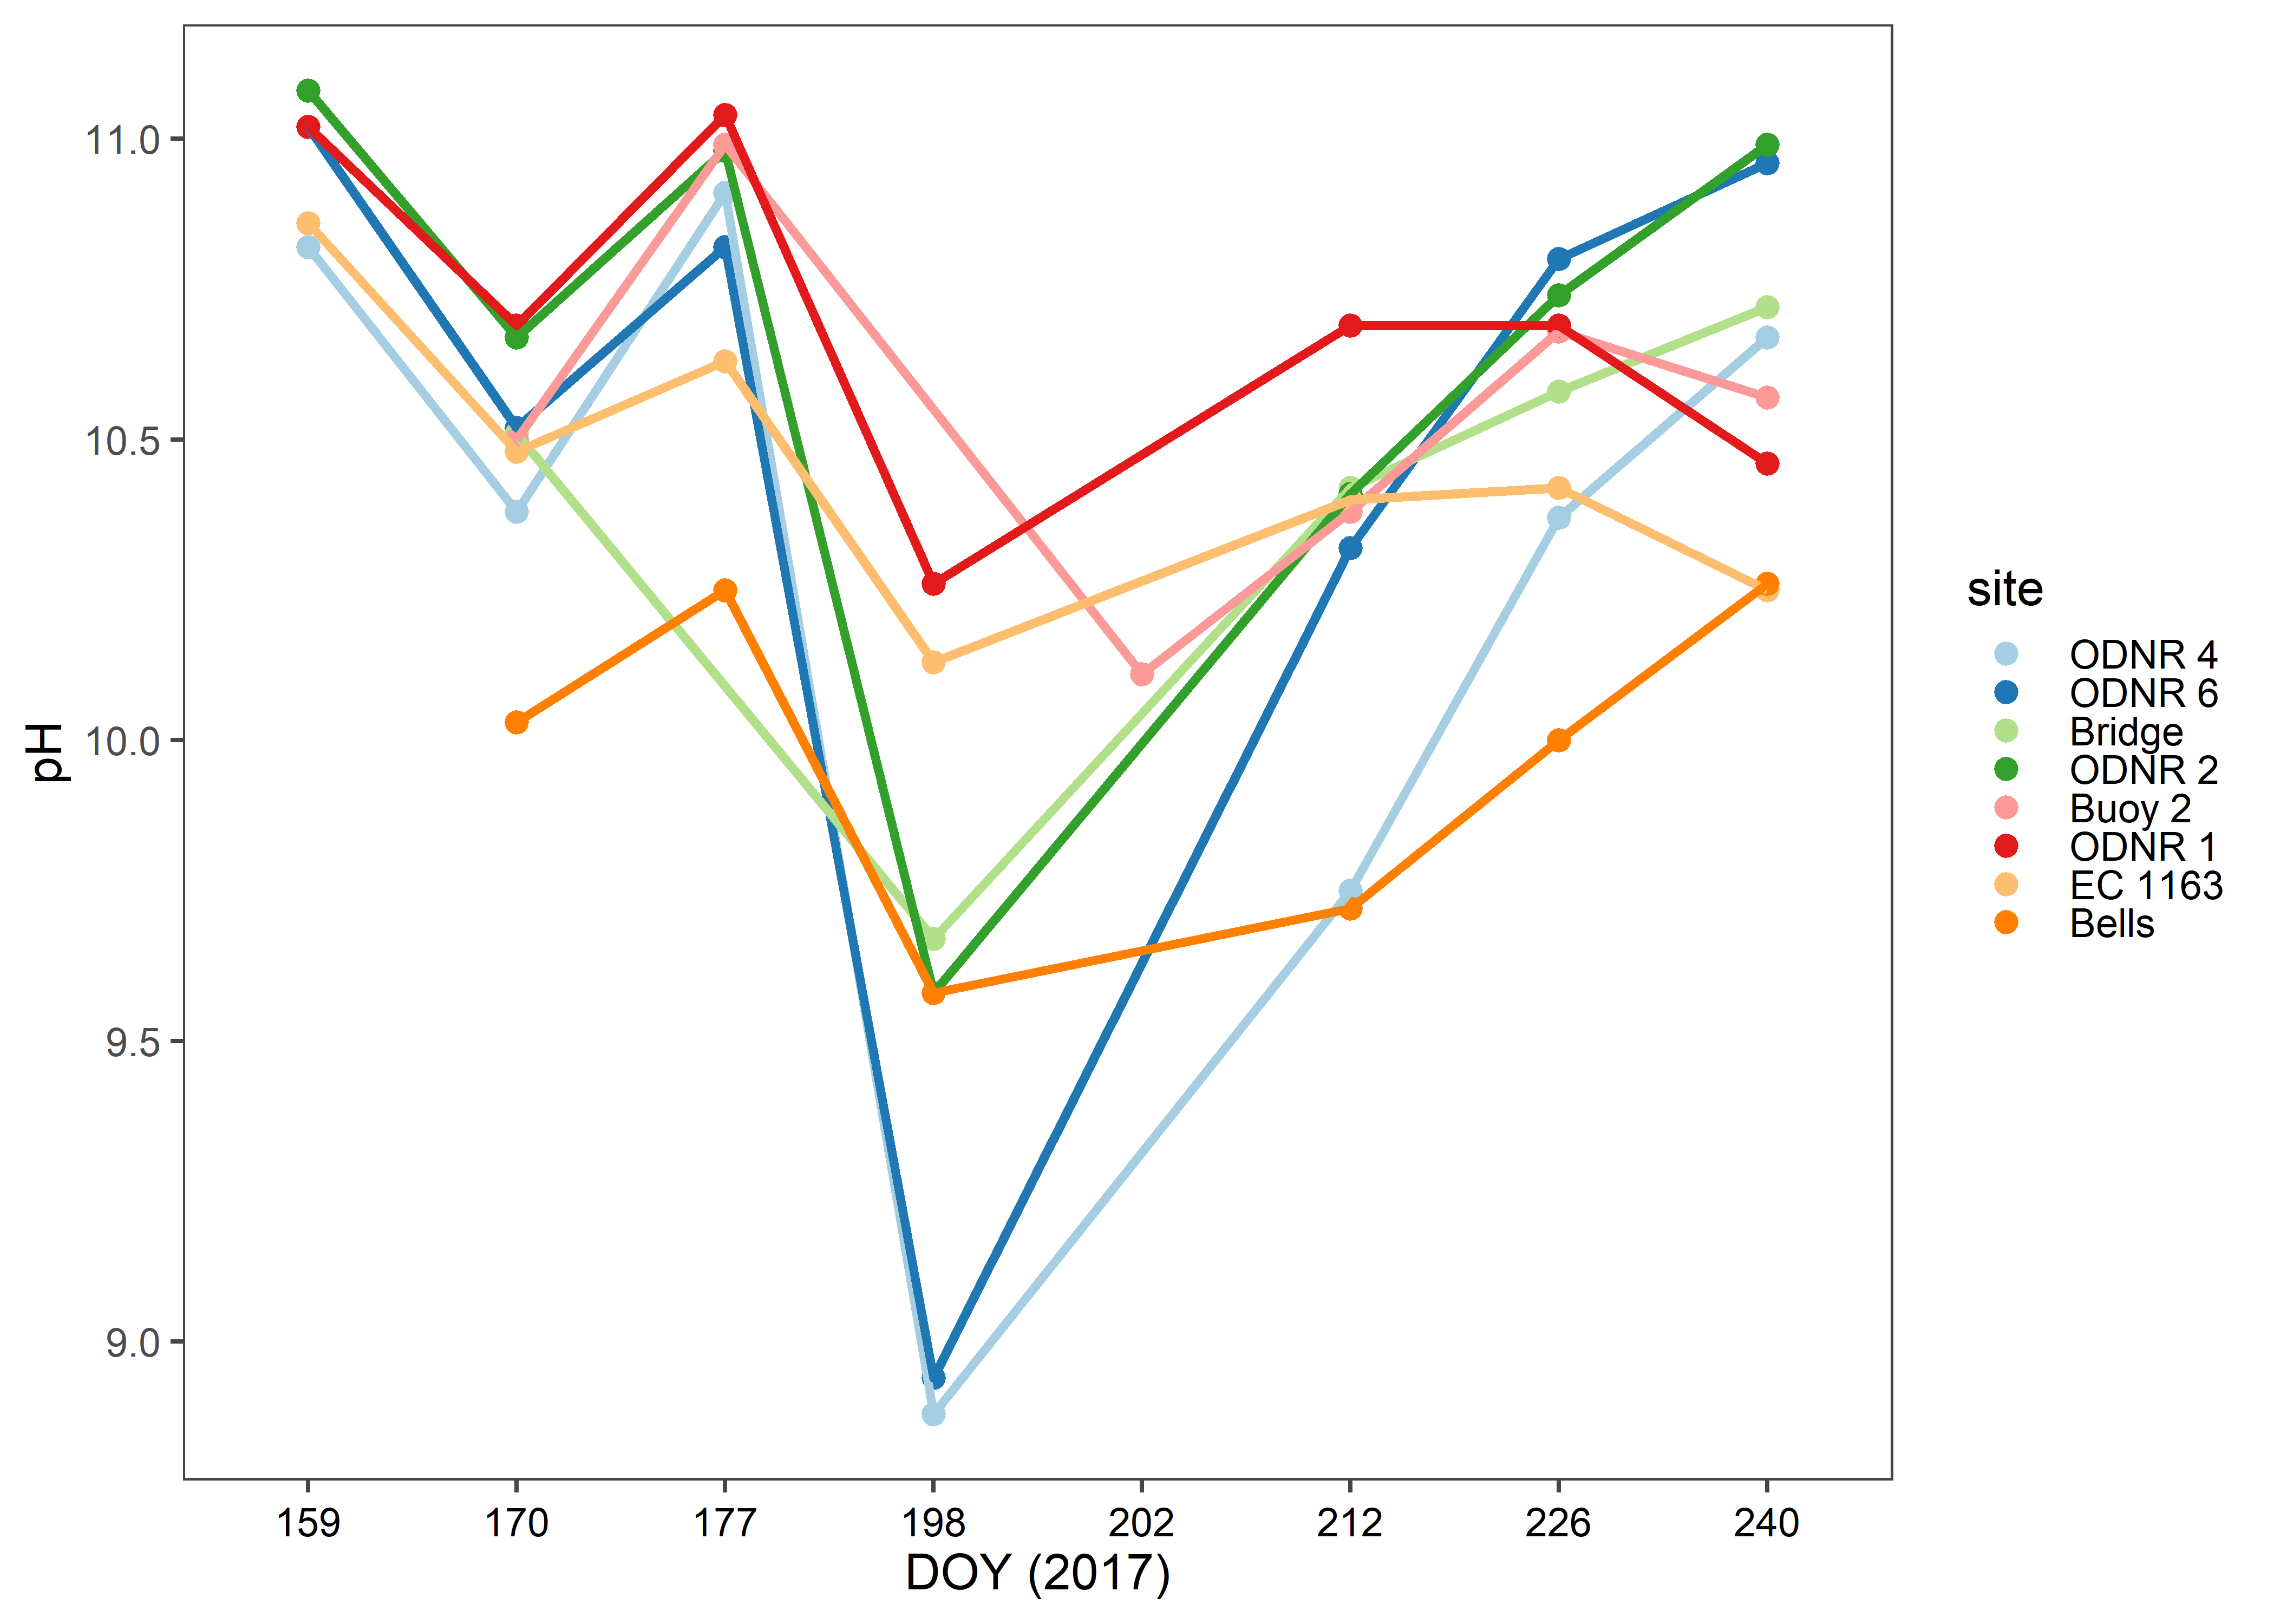 pH
11.0
10.5
10.0
9.5
9.0
159 170 177 198 202 212 226 240
DOY (2017)
site
ODNR 4
ODNR 6
Bridge
ODNR 2
Buoy 2
ODNR 1
EC 1163
Bells